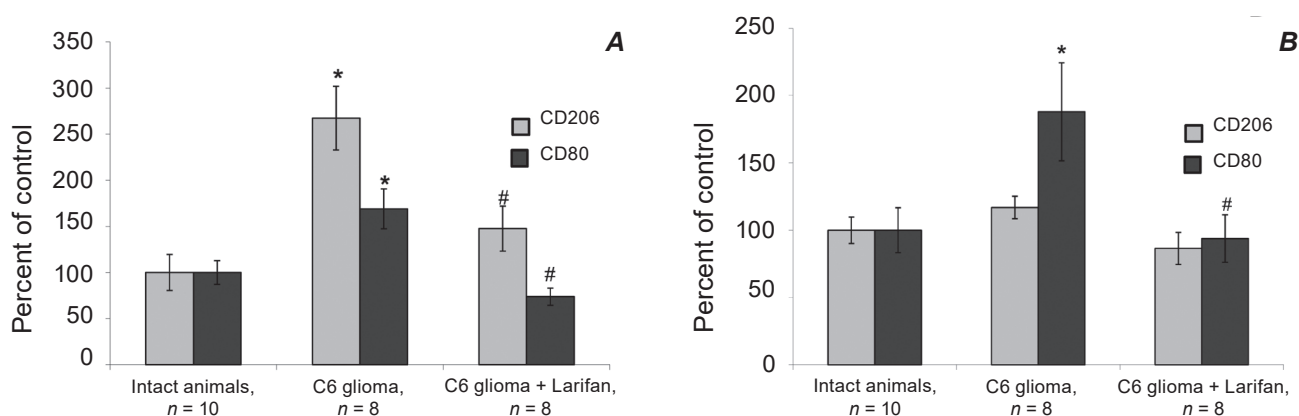 A
350
300
250
200
150
100
50
0
Percent of control
*
*
#
#
CD206
CD80
Intact animals,
n = 10
C6 glioma,
n = 8
C6 glioma + Larifan,
n = 8
B
250
200
150
100
50
0
Percent of control
*
#
CD206
CD80
Intact animals,
n = 10
C6 glioma,
n = 8
C6 glioma + Larifan,
n = 8